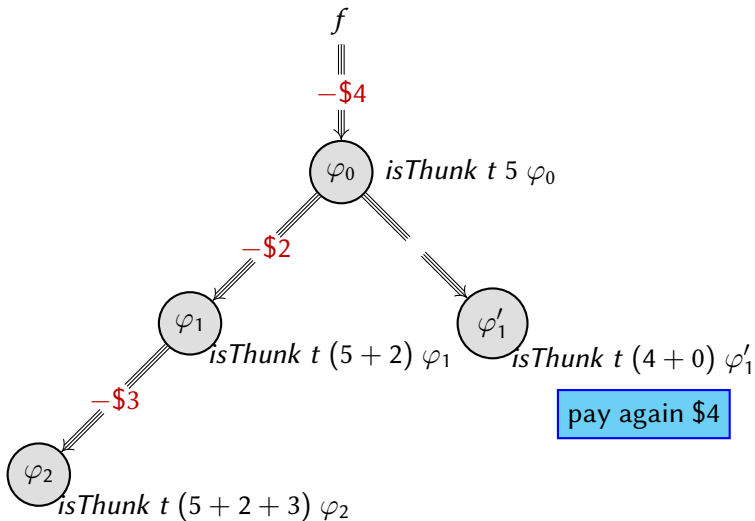 f
−$4
φ₀ isThunk t 5 φ₀
−$2
φ₁ φ′₁
isThunk t (5 + 2) φ₁ isThunk t (4 + 0) φ′₁
−$3
pay again $4
φ₂
isThunk t (5 + 2 + 3) φ₂